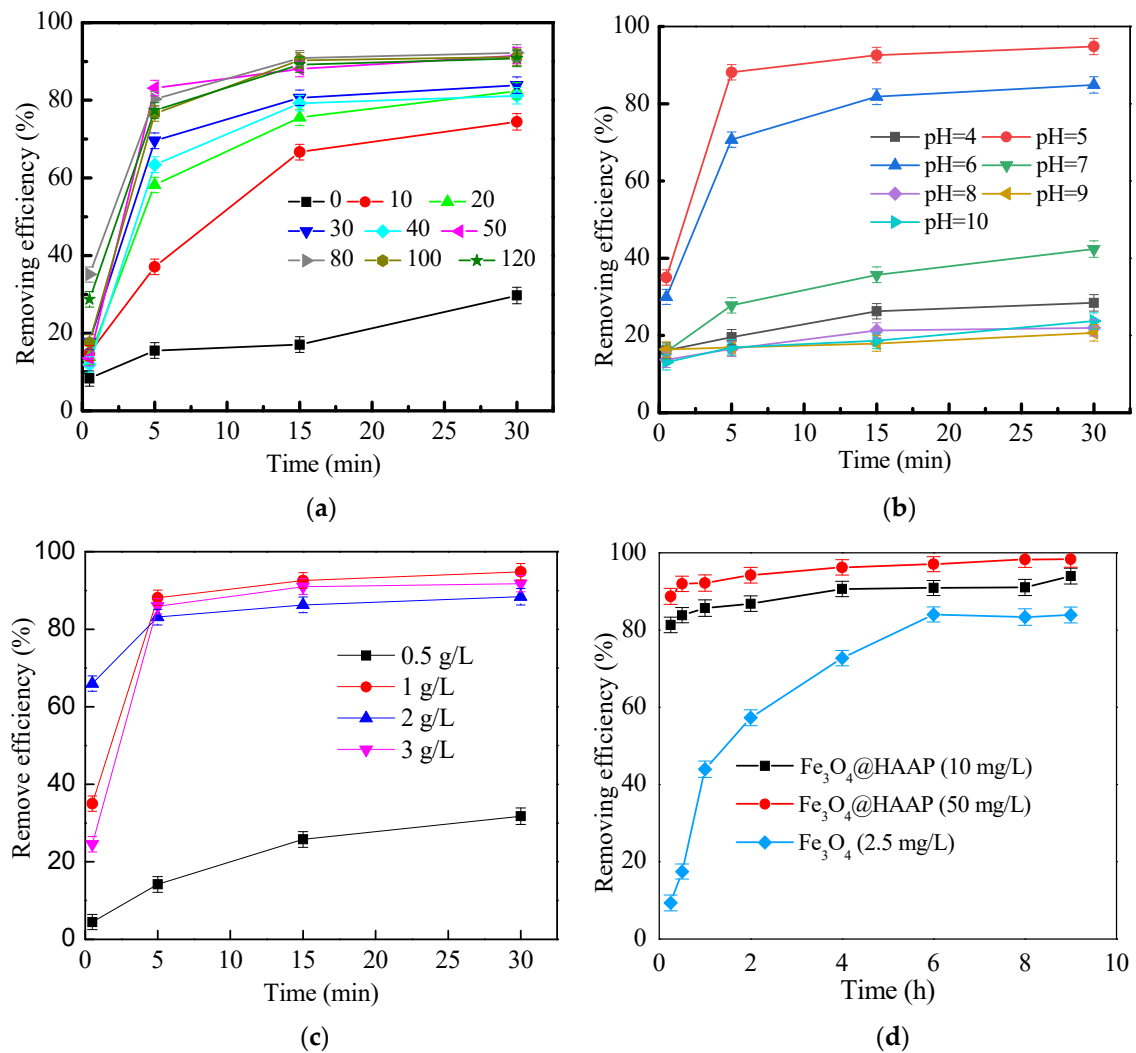 100
80
60
40
20
0
Removing efficiency (%)
0 10 20
30 40 50
80 100 120
0 5 10 15 20 25 30
Time (min)
(a)
100
80
60
40
20
0
Removing efficiency (%)
pH=4 pH=5
pH=6 pH=7
pH=8 pH=9
pH=10
0 5 10 15 20 25 30
Time (min)
(b)
100
80
60
40
20
0
Remove efficiency (%)
0.5 g/L
1 g/L
2 g/L
3 g/L
0 5 10 15 20 25 30
Time (min)
(c)
100
80
60
40
20
0
Removing efficiency (%)
Fe₃O₄@HAAP (10 mg/L)
Fe₃O₄@HAAP (50 mg/L)
Fe₃O₄ (2.5 mg/L)
0 2 4 6 8 10
Time (h)
(d)